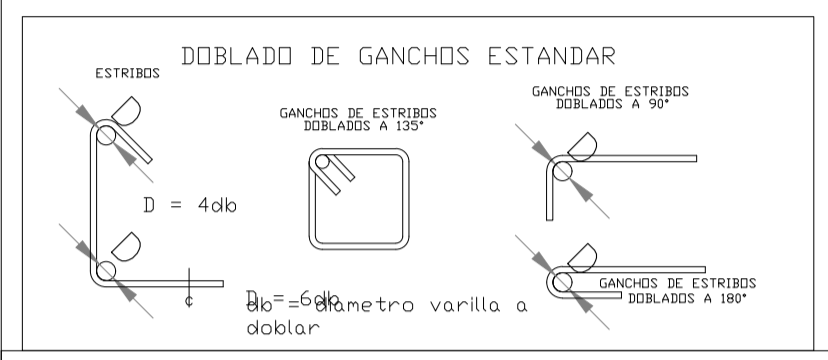 DOBLADO DE GANCHOS ESTANDAR
ESTRIBOS
GANCHOS DE ESTRIBOS
DOBLADOS A 135°
GANCHOS DE ESTRIBOS
DOBLADOS A 90°
D = 4db
GANCHOS DE ESTRIBOS
DOBLADOS A 180°
¢
D = 6db
db = diametro varilla a
doblar